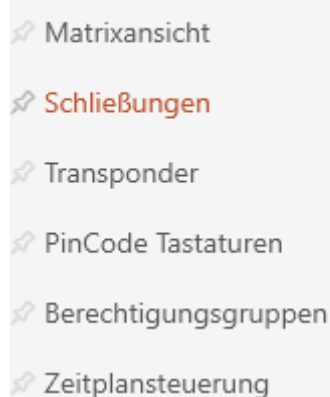 Matrixansicht
Schließungen
Transponder
PinCode Tastaturen
Berechtigungsgruppen
Zeitplansteuerung